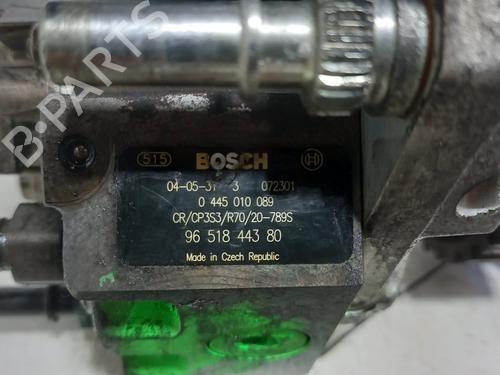 B-PARTS
515 BOSCH
04-05-31 3 072301
0 445 010 089
CR/CP3S3/R70/20-789S
96 518 443 80
Made in Czech Republic